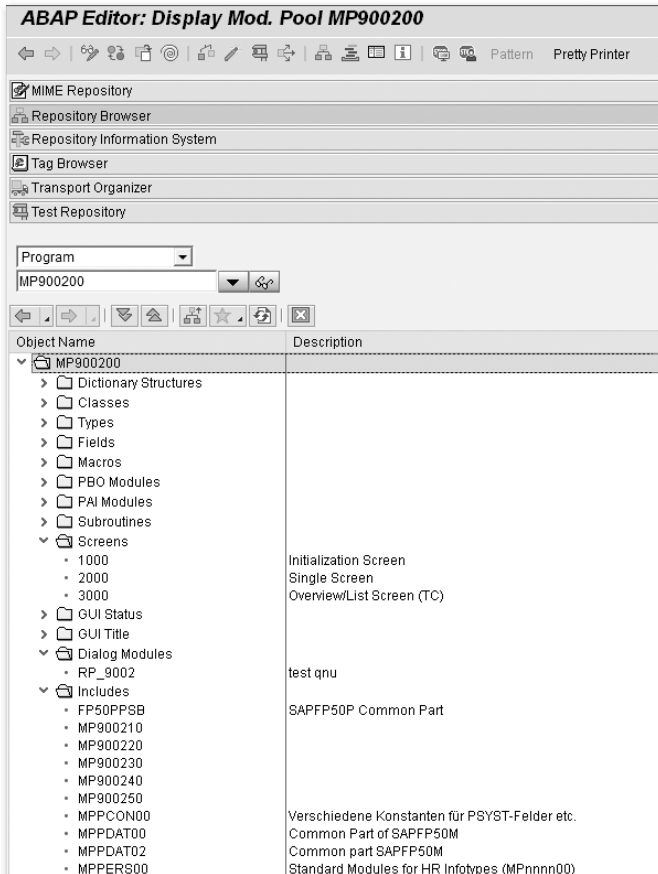 ABAP Editor: Display Mod. Pool MP900200
Pattern Pretty Printer
MIME Repository
Repository Browser
Repository Information System
Tag Browser
Transport Organizer
Test Repository
Program
MP900200
Object Name Description
MP900200
Dictionary Structures
Classes
Types
Fields
Macros
PBO Modules
PAI Modules
Subroutines
Screens
1000 Initialization Screen
2000 Single Screen
3000 Overview/List Screen (TC)
GUI Status
GUI Title
Dialog Modules
RP_9002 test qnu
Includes
FP50PPSB SAPFP50P Common Part
MP900210
MP900220
MP900230
MP900240
MP900250
MPPCON00 Verschiedene Konstanten für PSYST-Felder etc.
MPPDAT00 Common Part of SAPFP50M
MPPDAT02 Common part SAPFP50M
MPPERS00 Standard Modules for HR Infotypes (MPnnnn00)